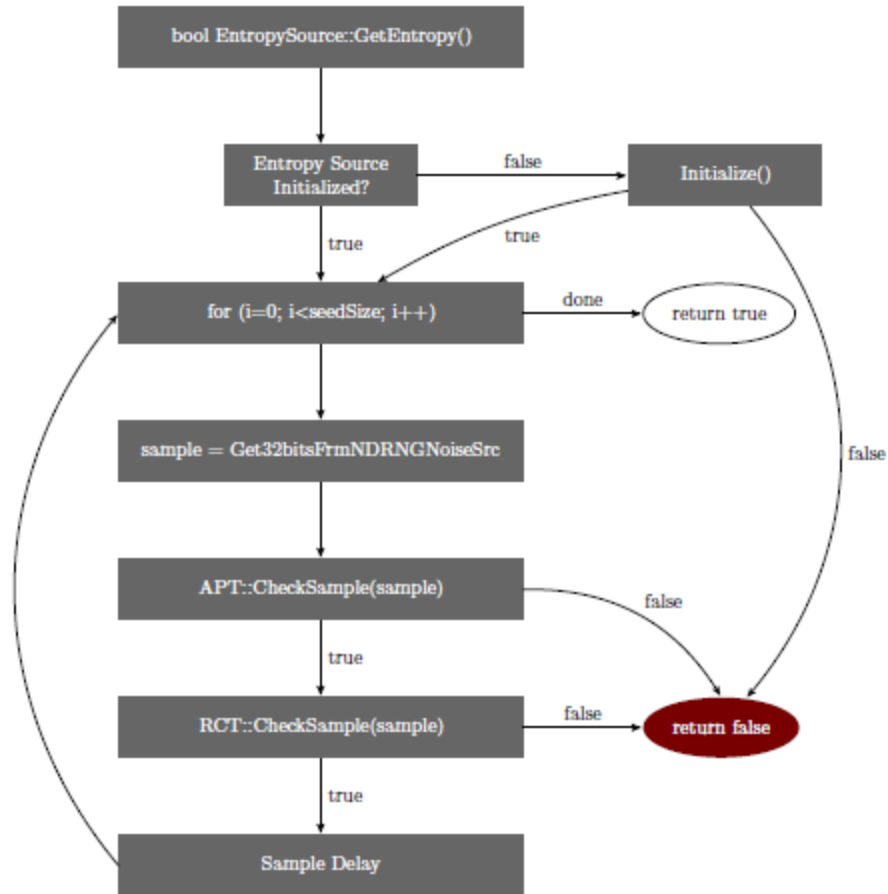 bool EntropySource::GetEntropy()
Entropy Source
Initialized?
false
Initialize()
true
true
for (i=0; i<seedSize; i++)
done
return true
sample = Get32bitsFrmNDRNGNoiseSrc
false
APT::CheckSample(sample)
false
true
RCT::CheckSample(sample)
false
return false
true
Sample Delay